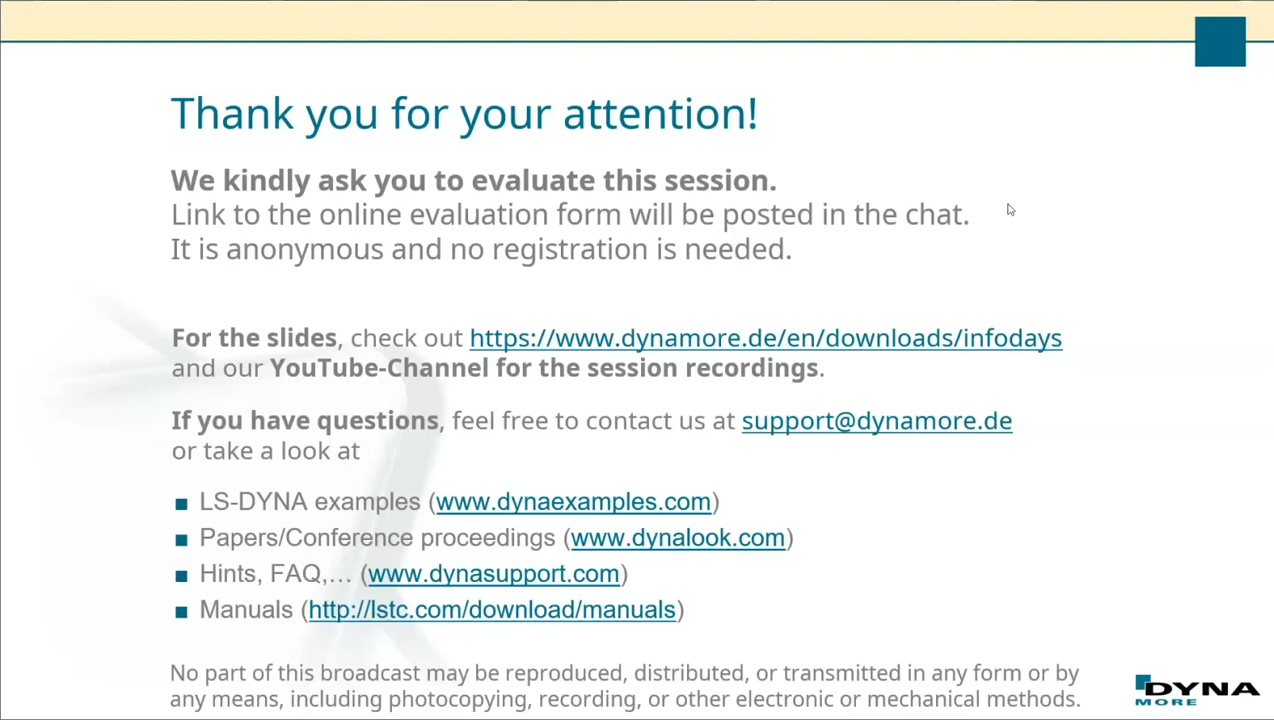 Thank you for your attention!
We kindly ask you to evaluate this session.
Link to the online evaluation form will be posted in the chat.
It is anonymous and no registration is needed.
For the slides, check out https://www.dynamore.de/en/downloads/infodays
and our YouTube-Channel for the session recordings.
If you have questions, feel free to contact us at support@dynamore.de
or take a look at
■ LS-DYNA examples (www.dynaexamples.com)
■ Papers/Conference proceedings (www.dynalook.com)
■ Hints, FAQ,… (www.dynasupport.com)
■ Manuals (http://lstc.com/download/manuals)
No part of this broadcast may be reproduced, distributed, or transmitted in any form or by
any means, including photocopying, recording, or other electronic or mechanical methods.
DYNA
MORE